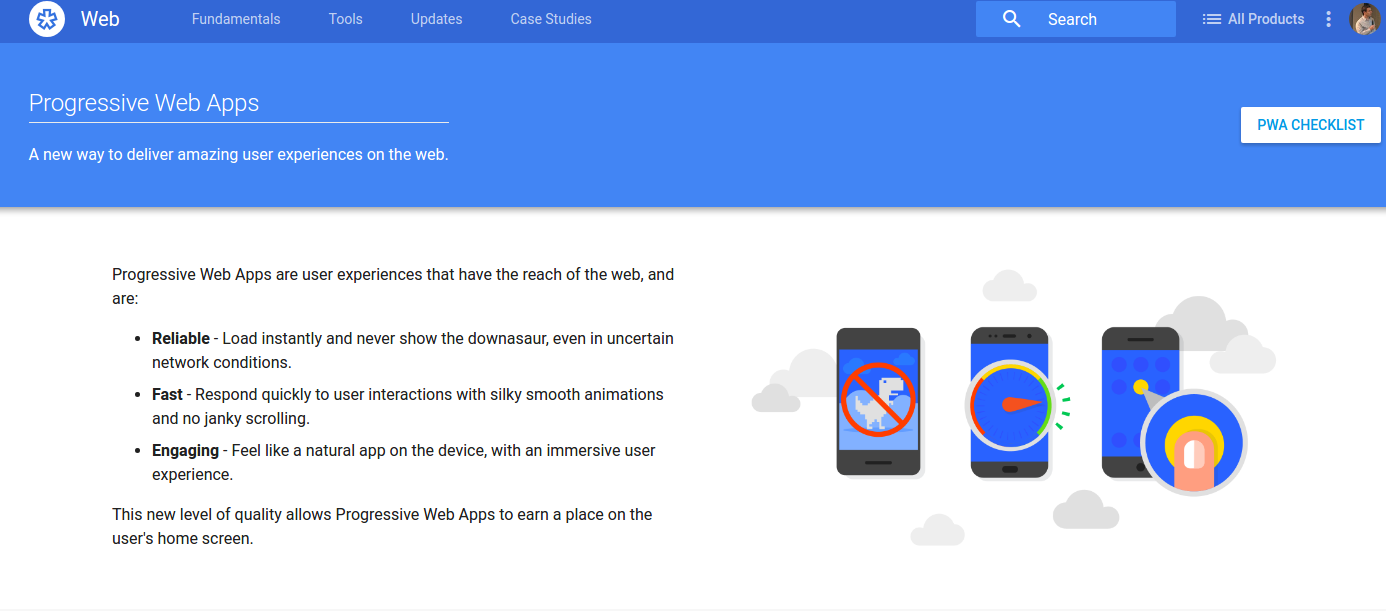 Web Fundamentals Tools Updates Case Studies Search All Products
Progressive Web Apps
PWA CHECKLIST
A new way to deliver amazing user experiences on the web.
Progressive Web Apps are user experiences that have the reach of the web, and
are:
• Reliable - Load instantly and never show the downasaur, even in uncertain
network conditions.
• Fast - Respond quickly to user interactions with silky smooth animations
and no janky scrolling.
• Engaging - Feel like a natural app on the device, with an immersive user
experience.
This new level of quality allows Progressive Web Apps to earn a place on the
user's home screen.